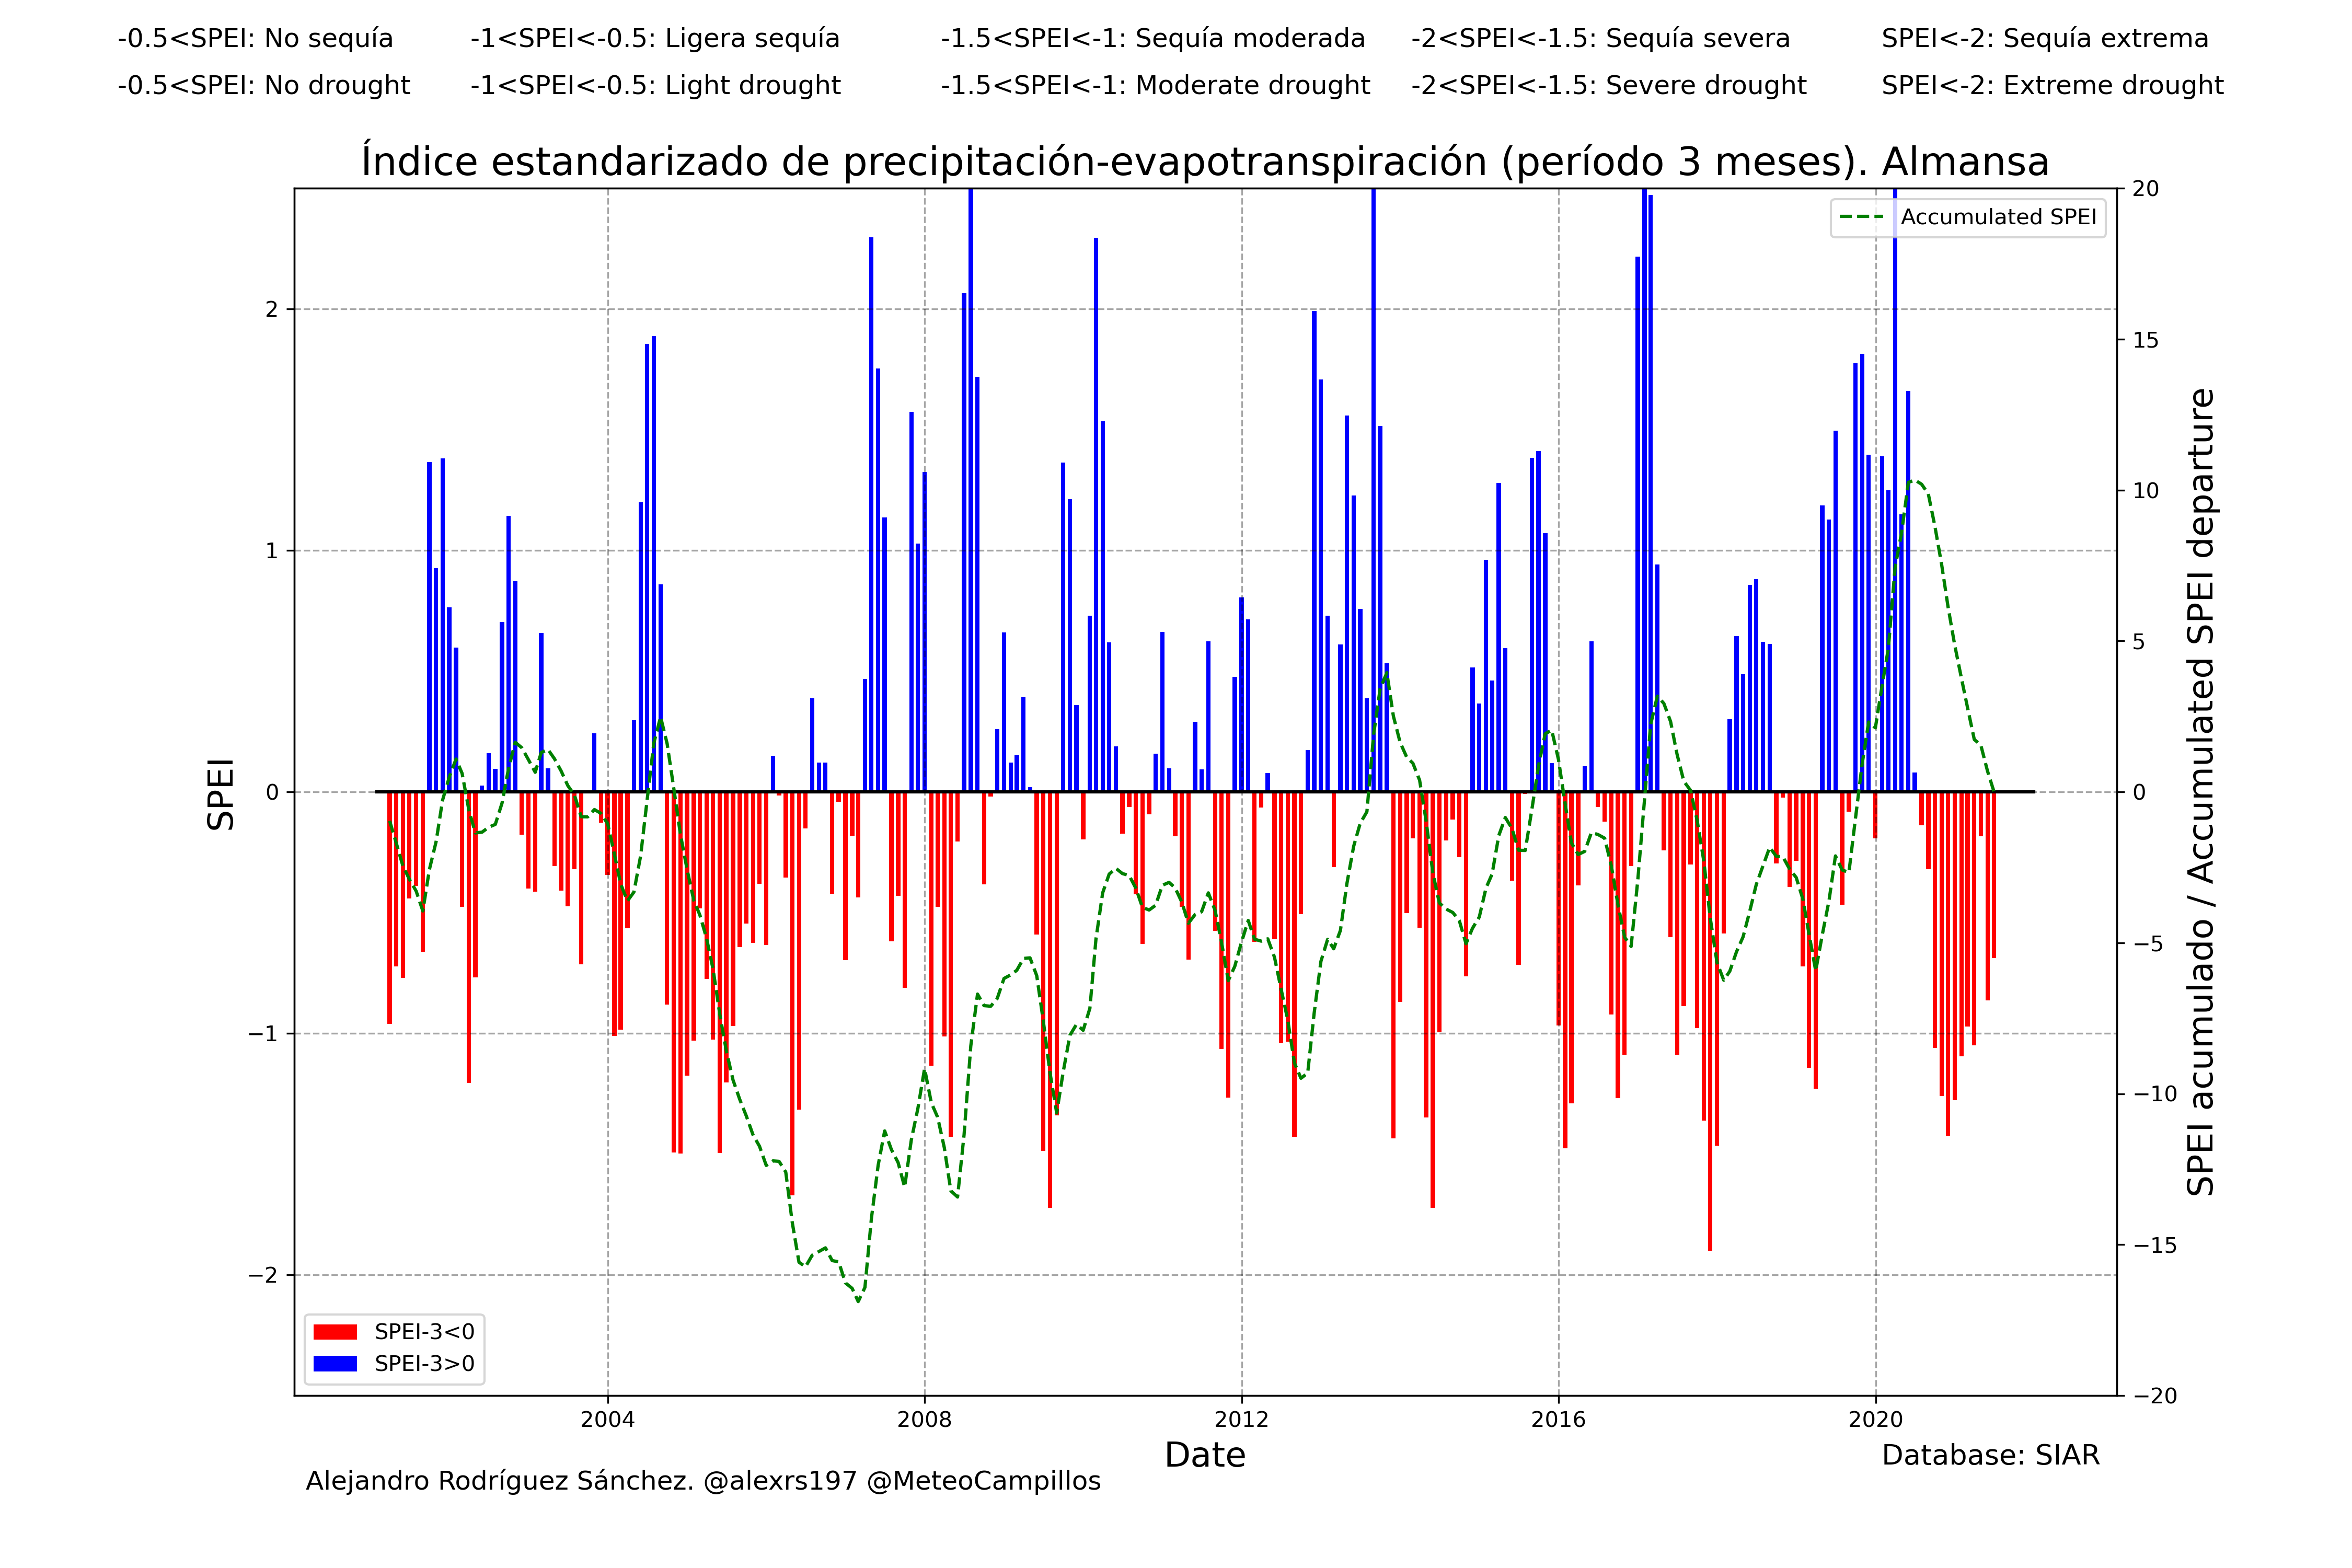 -0.5<SPEI: No sequía -1<SPEI<-0.5: Ligera sequía -1.5<SPEI<-1: Sequía moderada -2<SPEI<-1.5: Sequía severa SPEI<-2: Sequía extrema
-0.5<SPEI: No drought -1<SPEI<-0.5: Light drought -1.5<SPEI<-1: Moderate drought -2<SPEI<-1.5: Severe drought SPEI<-2: Extreme drought
Índice estandarizado de precipitación-evapotranspiración (período 3 meses). Almansa
Accumulated SPEI
SPEI
2
1
0
−1
−2
20
15
10
5
0
−5
−10
−15
−20
SPEI acumulado / Accumulated SPEI departure
SPEI-3<0
SPEI-3>0
2004 2008 2012 2016 2020
Date
Database: SIAR
Alejandro Rodríguez Sánchez. @alexrs197 @MeteoCampillos